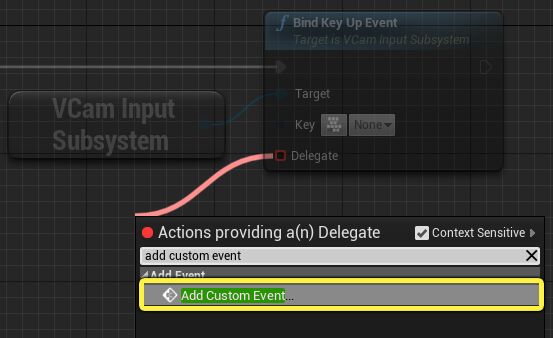 Bind Key Up Event
Target is VCam Input Subsystem
VCam Input
Subsystem
Target
Key
None
Delegate
Actions providing a(n) Delegate
Context Sensitive
add custom event
Add Event
Add Custom Event...